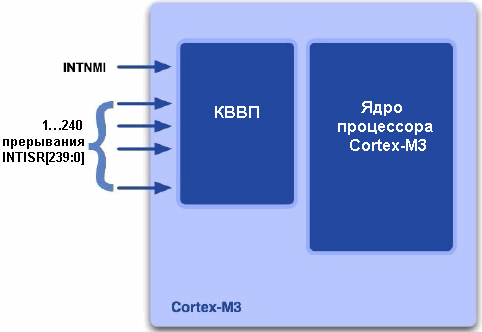 INTNMI
1...240
прерывания
INTISR[239:0]
КВВП
Ядро
процессора
Cortex-M3
Cortex-M3